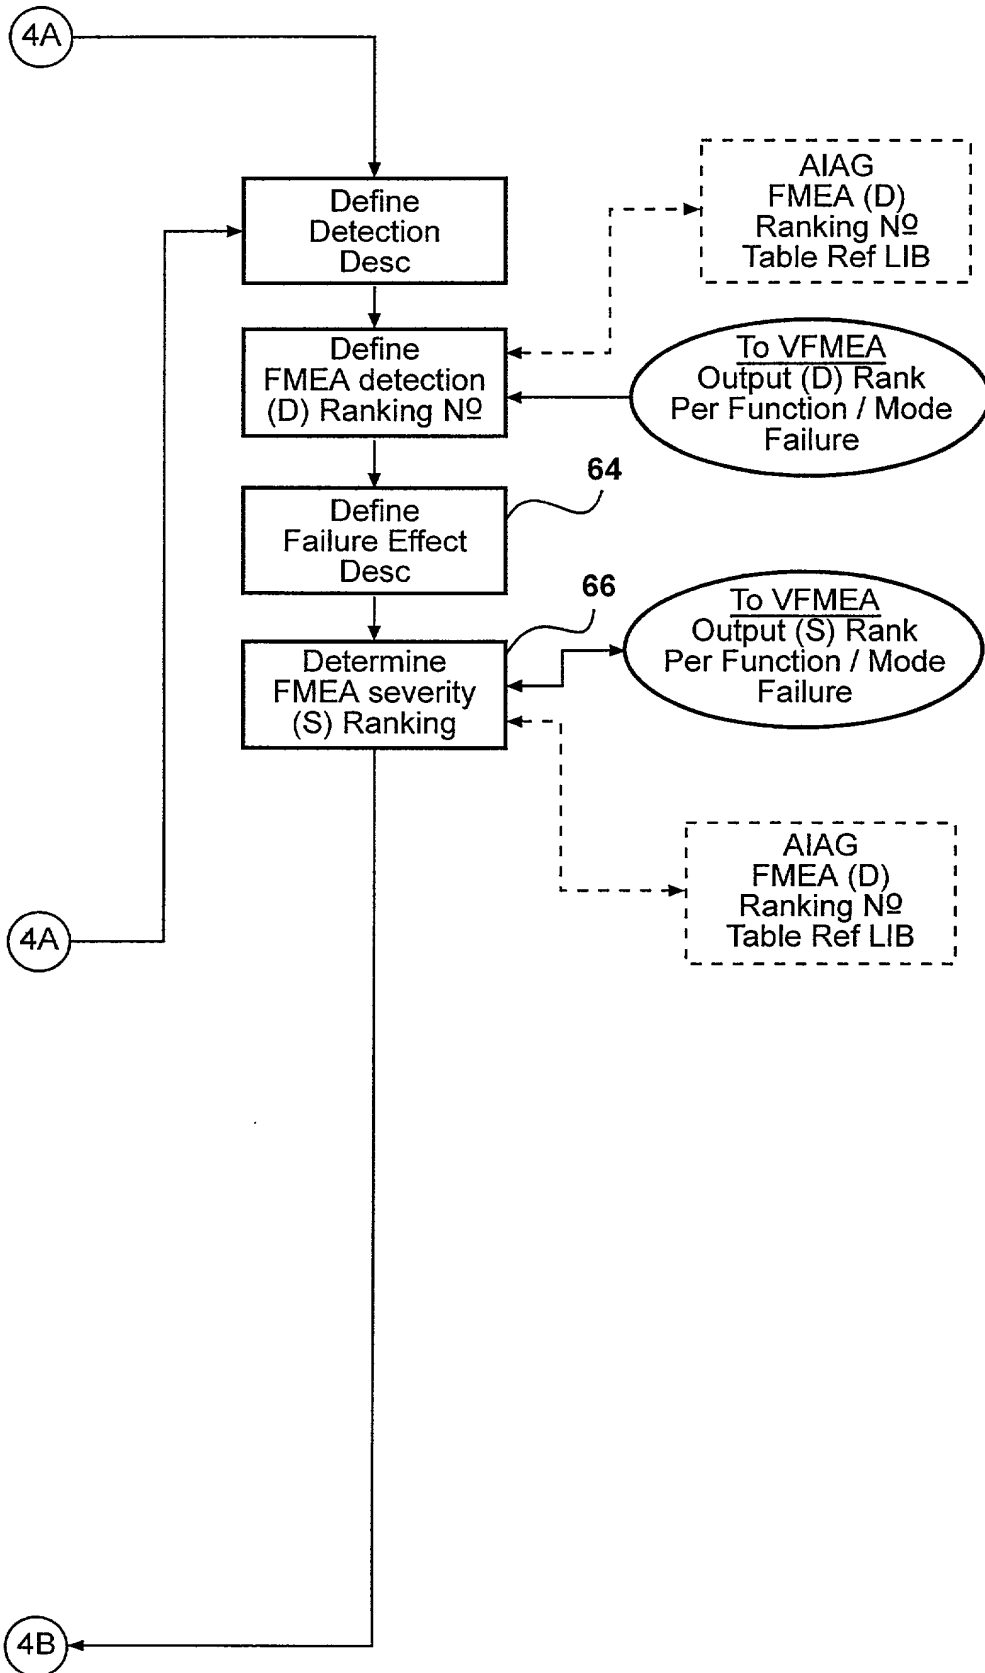 4A
Define
Detection
Desc
AIAG
FMEA (D)
Ranking Nº
Table Ref LIB
Define
FMEA detection
(D) Ranking Nº
To VFMEA
Output (D) Rank
Per Function / Mode
Failure
64
Define
Failure Effect
Desc
66
Determine
FMEA severity
(S) Ranking
To VFMEA
Output (S) Rank
Per Function / Mode
Failure
AIAG
FMEA (D)
Ranking Nº
Table Ref LIB
4A
4B